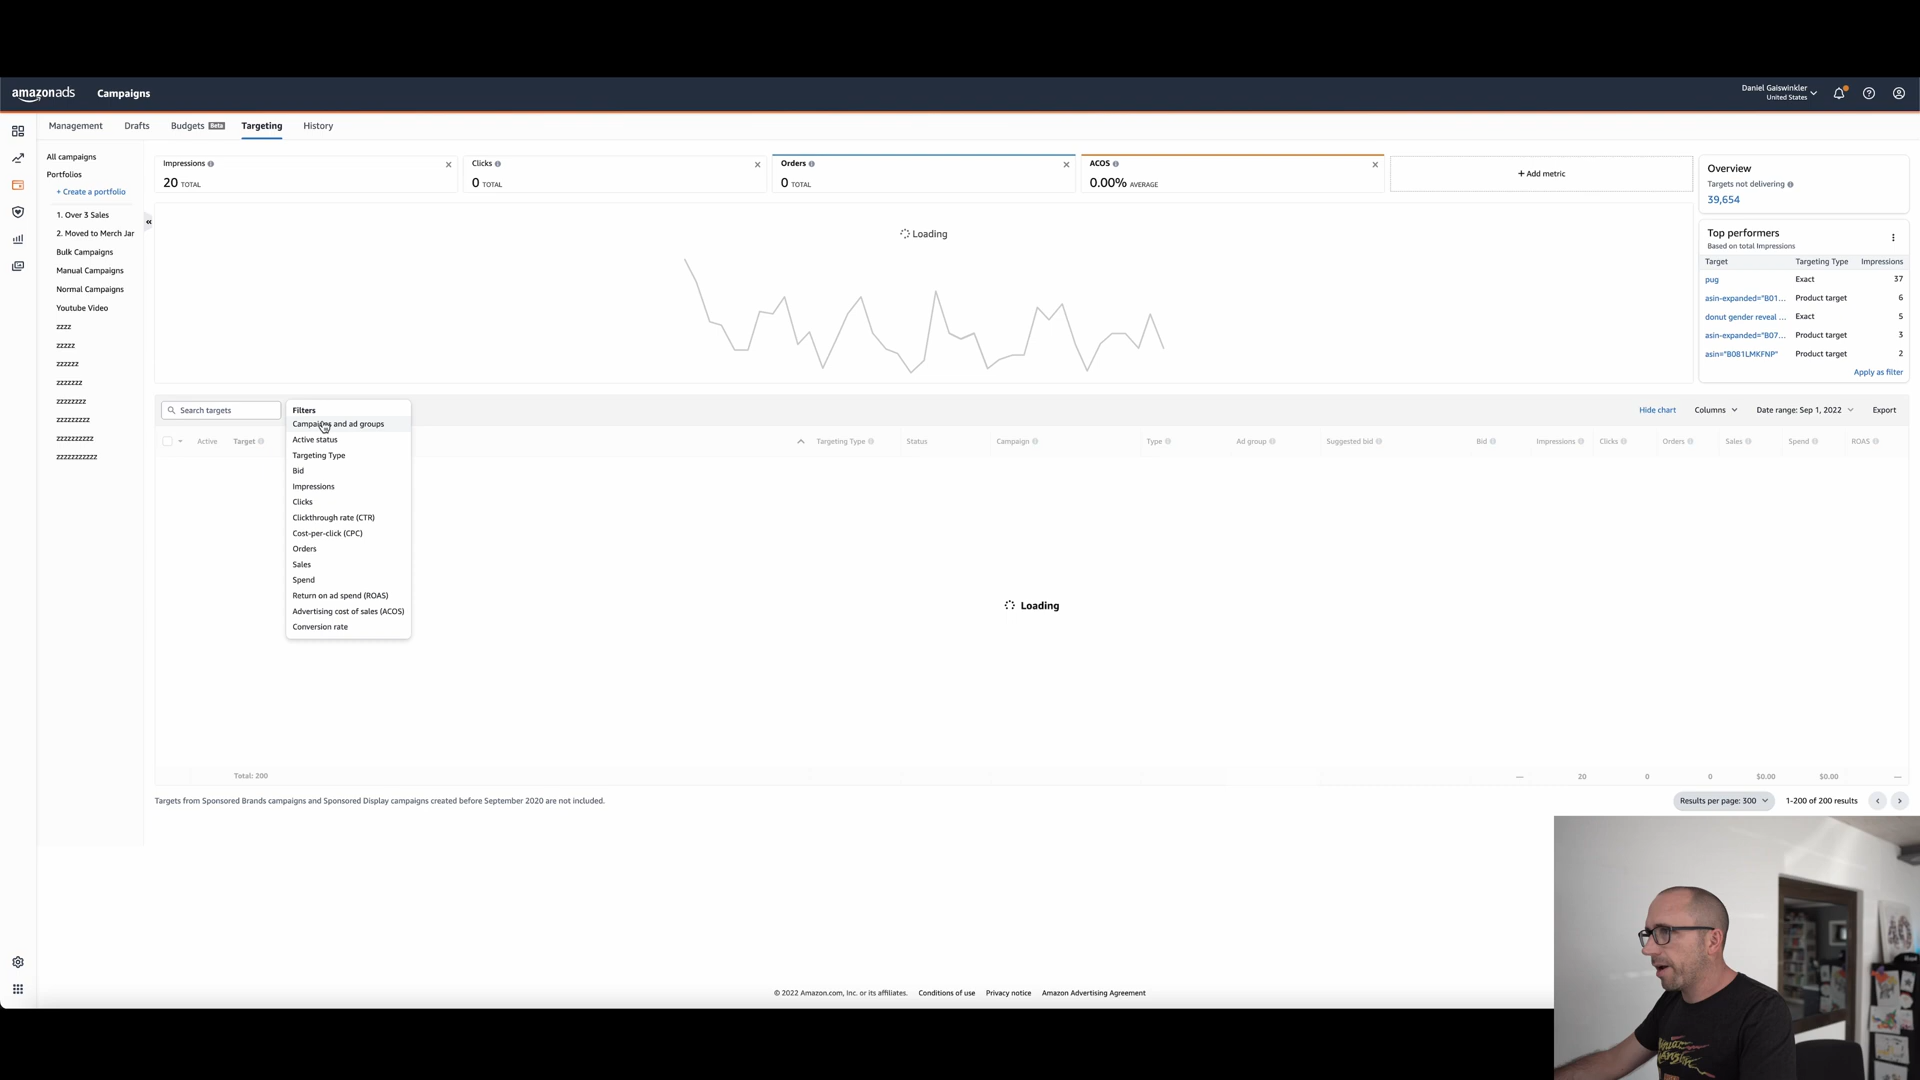 amazonads
Campaigns
Daniel Gaiswinkler
United States
Management
Drafts
Budgets Beta
Targeting
History
All campaigns
Portfolios
+ Create a portfolio
1. Over 3 Sales
2. Moved to Merch Jar
Bulk Campaigns
Manual Campaigns
Normal Campaigns
Youtube Video
zzzz
zzzzz
zzzzzz
zzzzzzz
zzzzzzzz
zzzzzzzzz
zzzzzzzzzz
zzzzzzzzzzz
Impressions
20 TOTAL
Clicks
0 TOTAL
Orders
0 TOTAL
ACOS
0.00% AVERAGE
+ Add metric
Loading
Overview
Targets not delivering
39,654
Top performers
Based on total Impressions
Target Targeting Type Impressions
pug Exact 37
asin-expanded="B01... Product target 6
donut gender reveal ... Exact 5
asin-expanded="B07... Product target 3
asin="B081LMKFNP" Product target 2
Apply as filter
Search targets
Filters
Campaigns and ad groups
Active status
Targeting Type
Bid
Impressions
Clicks
Clickthrough rate (CTR)
Cost-per-click (CPC)
Orders
Sales
Spend
Return on ad spend (ROAS)
Advertising cost of sales (ACOS)
Conversion rate
Hide chart
Columns
Date range: Sep 1, 2022
Export
Active Target Targeting Type Status Campaign Type Ad group Suggested bid Bid Impressions Clicks Orders Sales Spend ROAS
Loading
Total: 200 — 20 0 0 $0.00 $0.00 —
Targets from Sponsored Brands campaigns and Sponsored Display campaigns created before September 2020 are not included.
Results per page: 300
1-200 of 200 results
© 2022 Amazon.com, Inc. or its affiliates.
Conditions of use
Privacy notice
Amazon Advertising Agreement